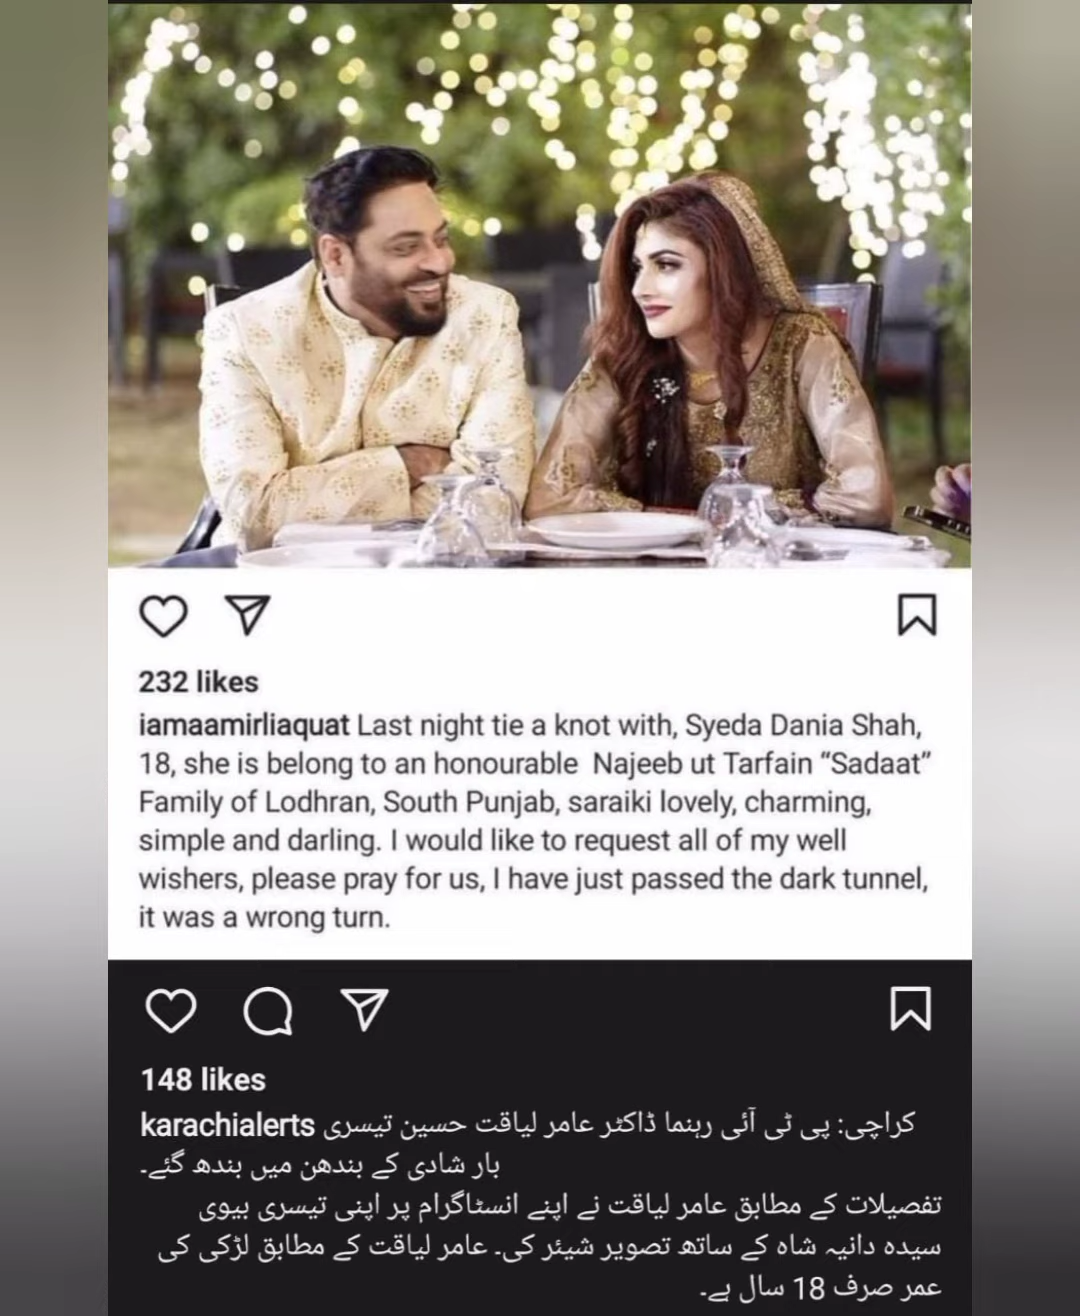 232 likes
iamaamirliaquat Last night tie a knot with, Syeda Dania Shah,
18, she is belong to an honourable Najeeb ut Tarfain “Sadaat”
Family of Lodhran, South Punjab, saraiki lovely, charming,
simple and darling. I would like to request all of my well
wishers, please pray for us, I have just passed the dark tunnel,
it was a wrong turn.
148 likes
karachialerts کراچی: پی ٹی آئی رہنما ڈاکٹر عامر لیاقت حسین تیسری
بار شادی کے بندھن میں بندھ گئے۔
تفصیلات کے مطابق عامر لیاقت نے اپنے انسٹاگرام پر اپنی تیسری بیوی
سیدہ دانیہ شاہ کے ساتھ تصویر شیئر کی۔ عامر لیاقت کے مطابق لڑکی کی
عمر صرف 18 سال ہے۔